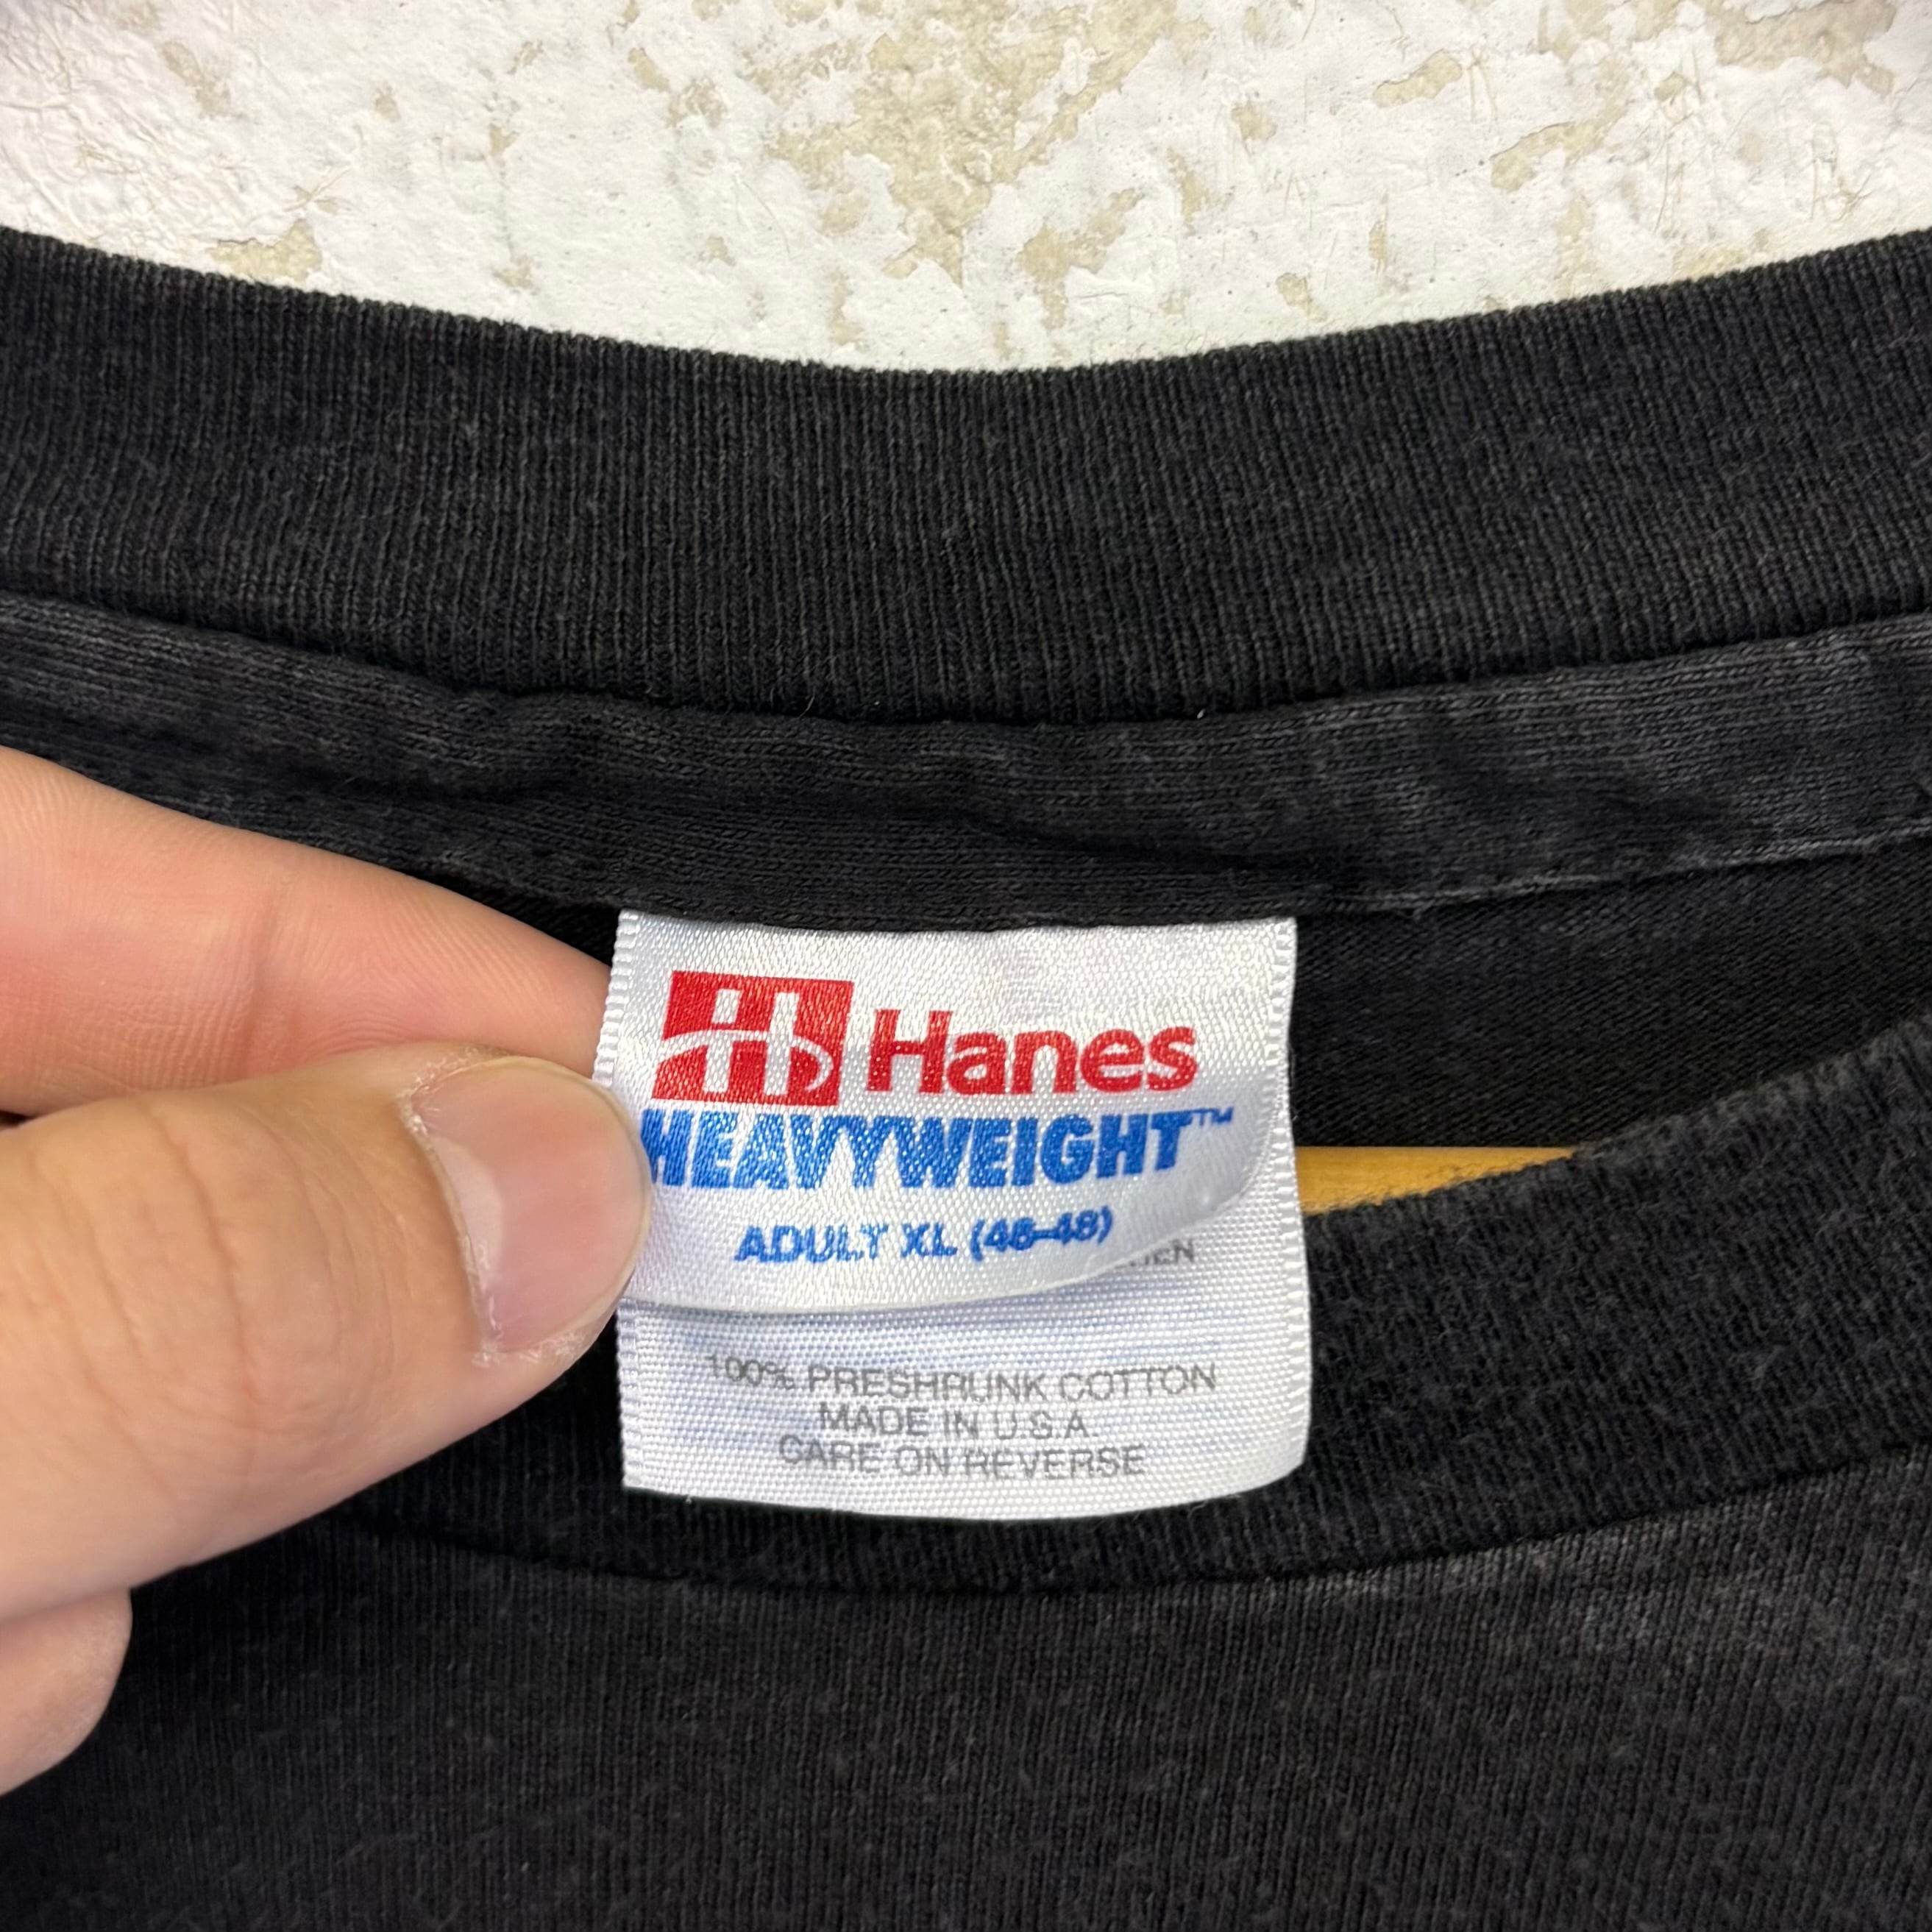 Hanes
HEAVYWEIGHT™
ADULT XL (46-48)
100% PRESHRUNK COTTON
MADE IN U.S.A.
CARE ON REVERSE